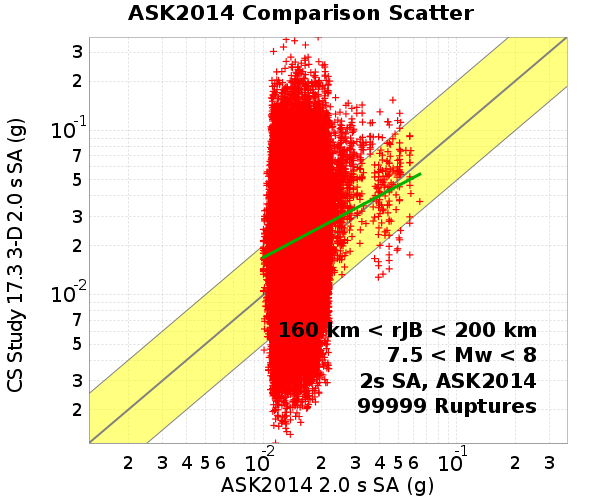 ASK2014 Comparison Scatter
CS Study 17.3 3-D 2.0 s SA (g)
3
2
10-1
7
5
3
2
10-2
7
5
3
2
160 km < rJB < 200 km
7.5 < Mw < 8
2s SA, ASK2014
99999 Ruptures
2 3 4 5 6 10-2 2 3 4 5 6 10-1 2 3
ASK2014 2.0 s SA (g)